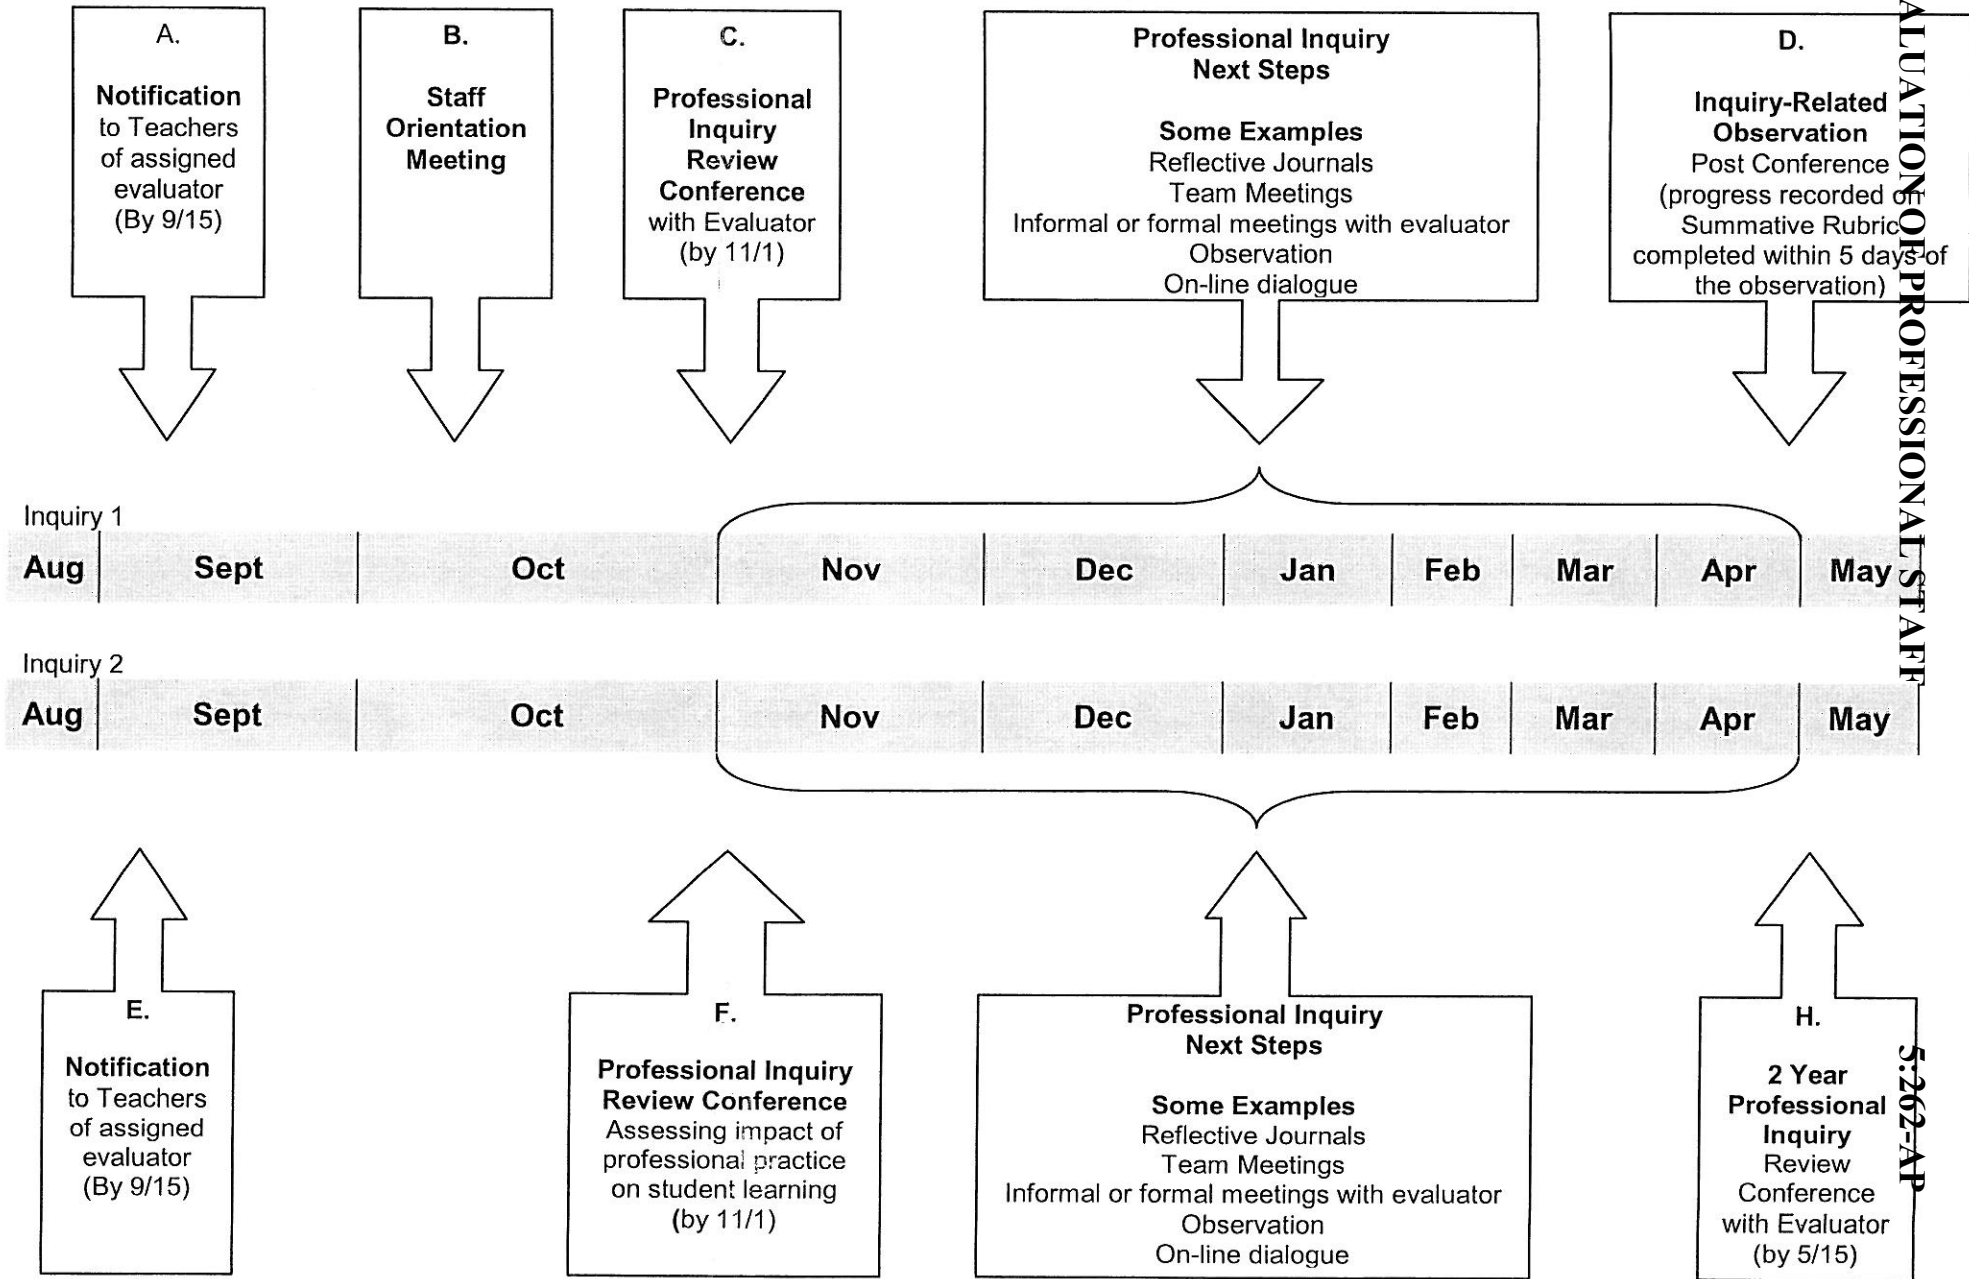 A.
Notification
to Teachers
of assigned
evaluator
(By 9/15)
B.
Staff
Orientation
Meeting
C.
Professional
Inquiry
Review
Conference
with Evaluator
(by 11/1)
Professional Inquiry
Next Steps
Some Examples
Reflective Journals
Team Meetings
Informal or formal meetings with evaluator
Observation
On-line dialogue
D.
Inquiry-Related
Observation
Post Conference
(progress recorded on
Summative Rubric
completed within 5 days of
the observation)
Inquiry 1
Aug Sept Oct Nov Dec Jan Feb Mar Apr May
Inquiry 2
Aug Sept Oct Nov Dec Jan Feb Mar Apr May
E.
Notification
to Teachers
of assigned
evaluator
(By 9/15)
F.
Professional Inquiry
Review Conference
Assessing impact of
professional practice
on student learning
(by 11/1)
Professional Inquiry
Next Steps
Some Examples
Reflective Journals
Team Meetings
Informal or formal meetings with evaluator
Observation
On-line dialogue
H.
2 Year
Professional
Inquiry
Review
Conference
with Evaluator
(by 5/15)
ALUATION OF PROFESSIONAL STAFF
5:262-AP